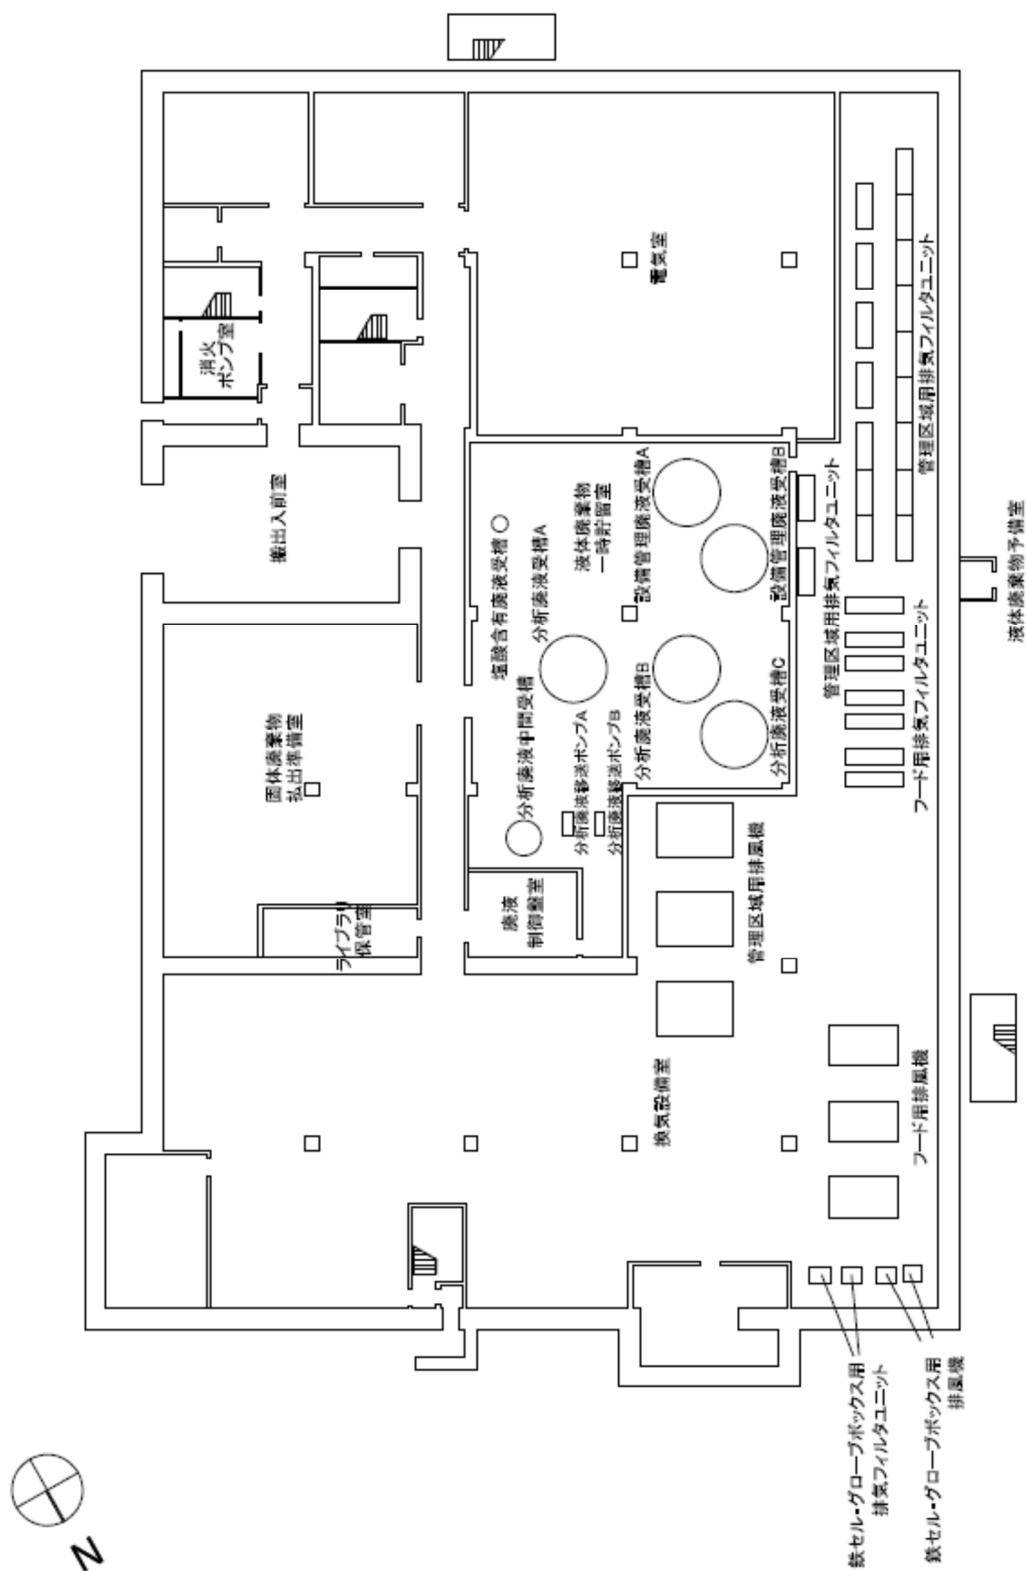 電気室
管理区域用排気フィルタユニット
消火
ポンプ室
搬出入前室
塩酸含有廃液受槽
分析廃液受槽A
液体廃棄物
一時貯留室
設備管理廃液受槽A
設備管理廃液受槽B
管理区域用排気フィルタユニット
液体廃棄物予備室
固体廃棄物
払出準備室
分析廃液中間受槽
分析廃液移送ポンプA
分析廃液移送ポンプB
分析廃液受槽B
分析廃液受槽C
フード用排気フィルタユニット
ライブラリ
保管室
廃液
制御盤室
管理区域用排風機
換気設備室
フード用排風機
鉄セル・グローブボックス用
排気フィルタユニット
鉄セル・グローブボックス用
排風機
N